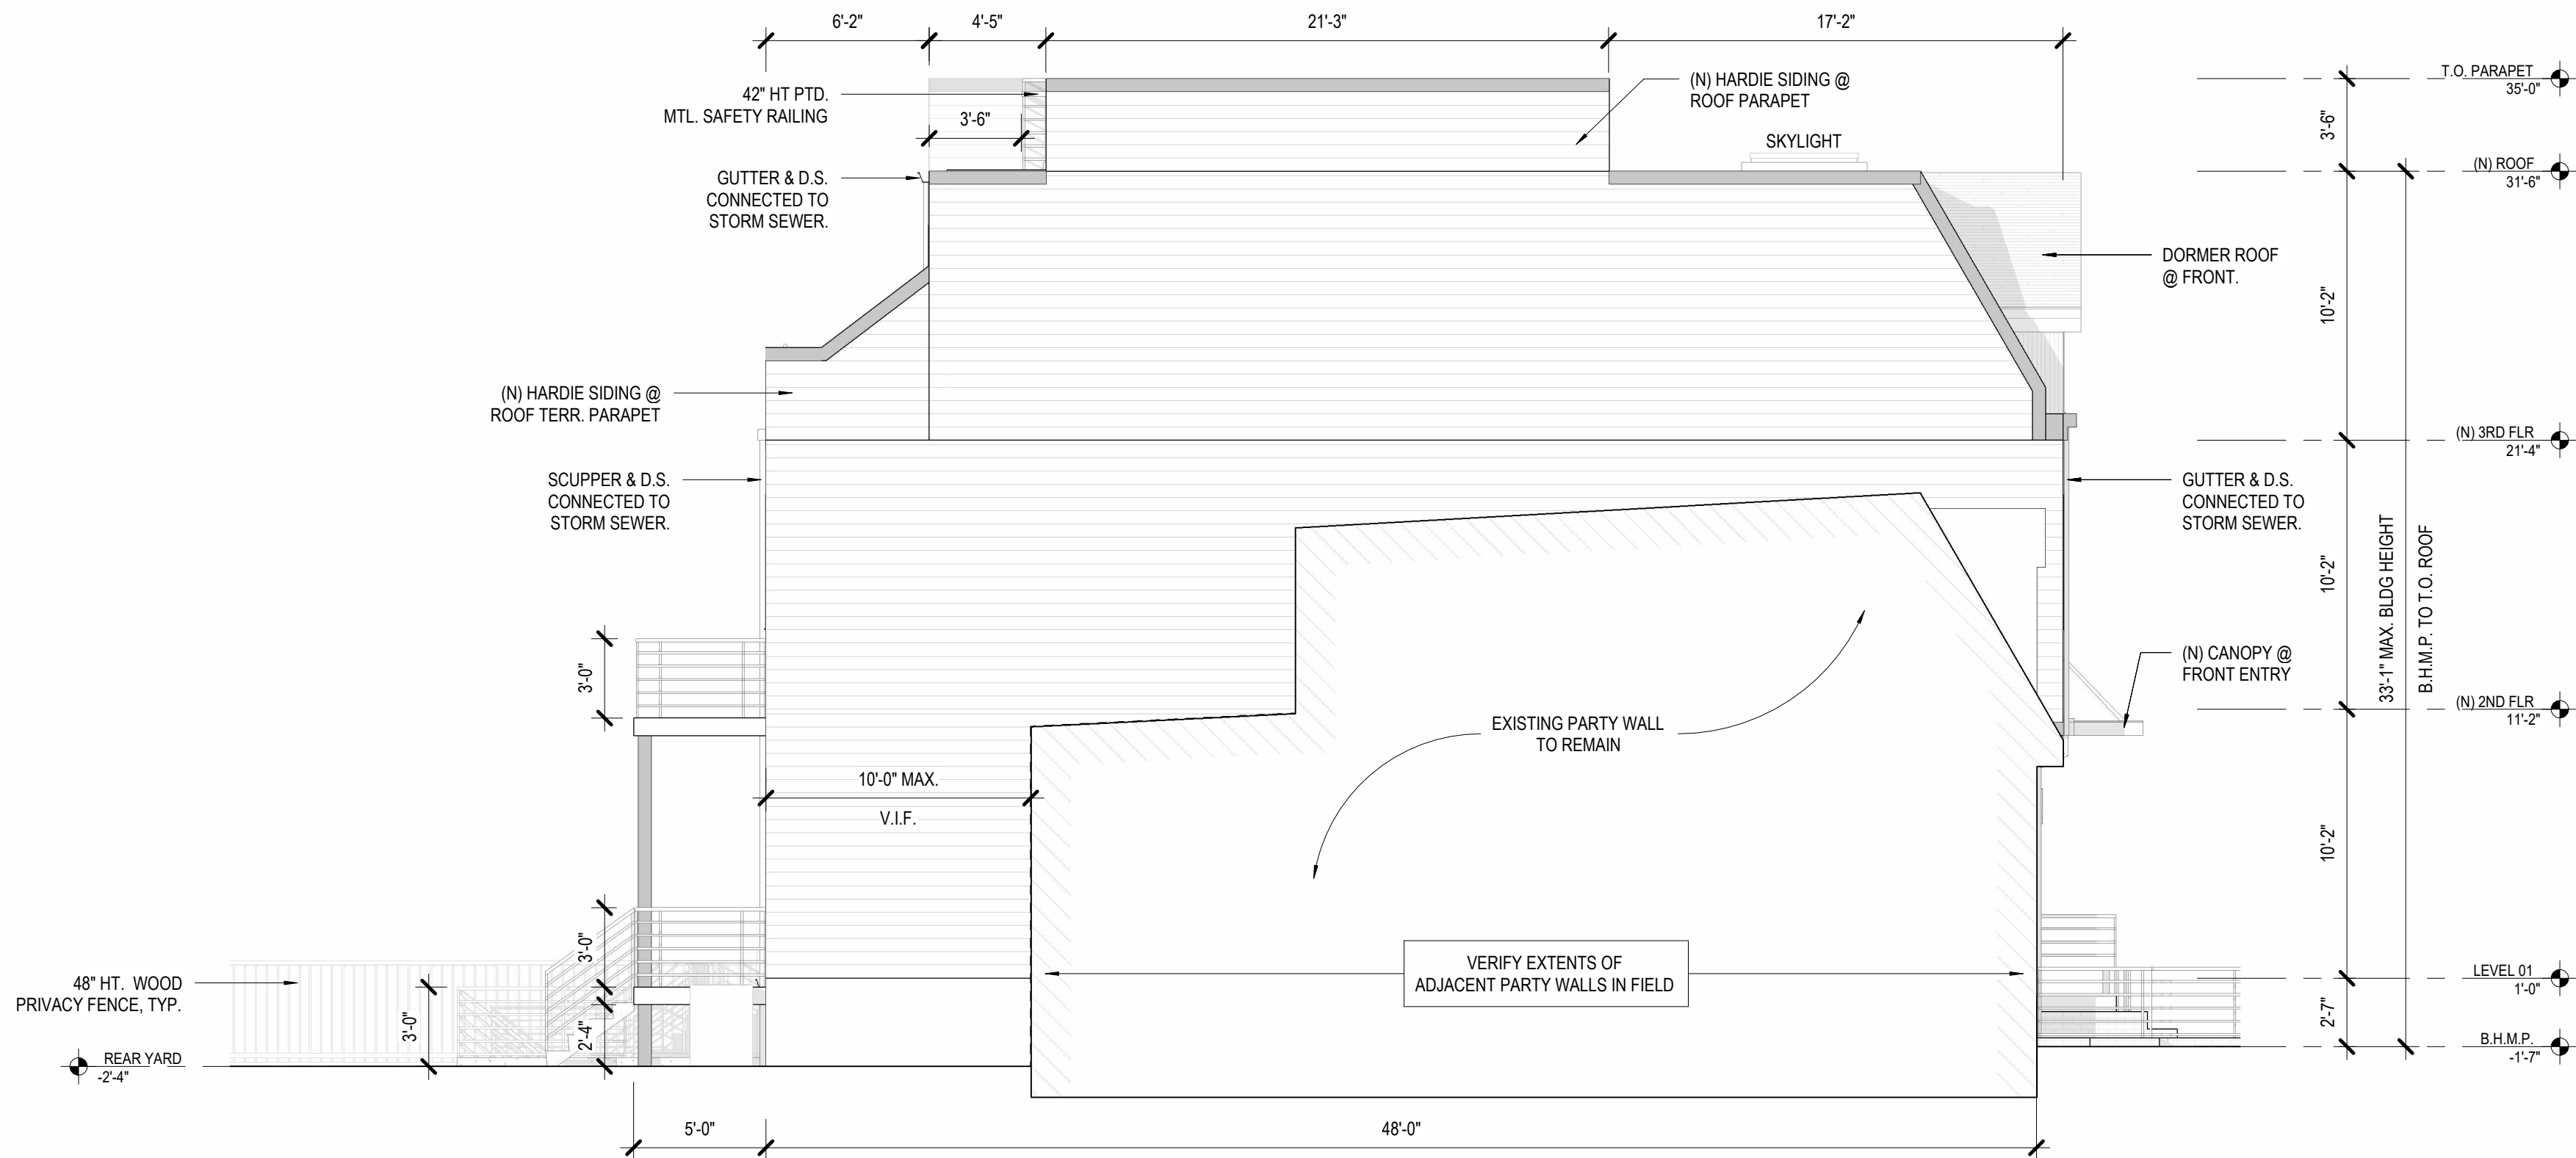 6'-2"
4'-5"
21'-3"
17'-2"
42" HT PTD.
MTL. SAFETY RAILING
3'-6"
(N) HARDIE SIDING @
ROOF PARAPET
SKYLIGHT
T.O. PARAPET
35'-0"
3'-6"
(N) ROOF
31'-6"
GUTTER & D.S.
CONNECTED TO
STORM SEWER.
DORMER ROOF
@ FRONT.
10'-2"
(N) HARDIE SIDING @
ROOF TERR. PARAPET
(N) 3RD FLR
21'-4"
SCUPPER & D.S.
CONNECTED TO
STORM SEWER.
GUTTER & D.S.
CONNECTED TO
STORM SEWER.
10'-2"
33'-1" MAX. BLDG HEIGHT
B.H.M.P. TO T.O. ROOF
3'-0"
(N) CANOPY @
FRONT ENTRY
(N) 2ND FLR
11'-2"
EXISTING PARTY WALL
TO REMAIN
10'-0" MAX.
V.I.F.
10'-2"
3'-0"
48" HT. WOOD
PRIVACY FENCE, TYP.
VERIFY EXTENTS OF
ADJACENT PARTY WALLS IN FIELD
LEVEL 01
1'-0"
3'-0"
2'-4"
2'-7"
B.H.M.P.
-1'-7"
REAR YARD
-2'-4"
5'-0"
48'-0"